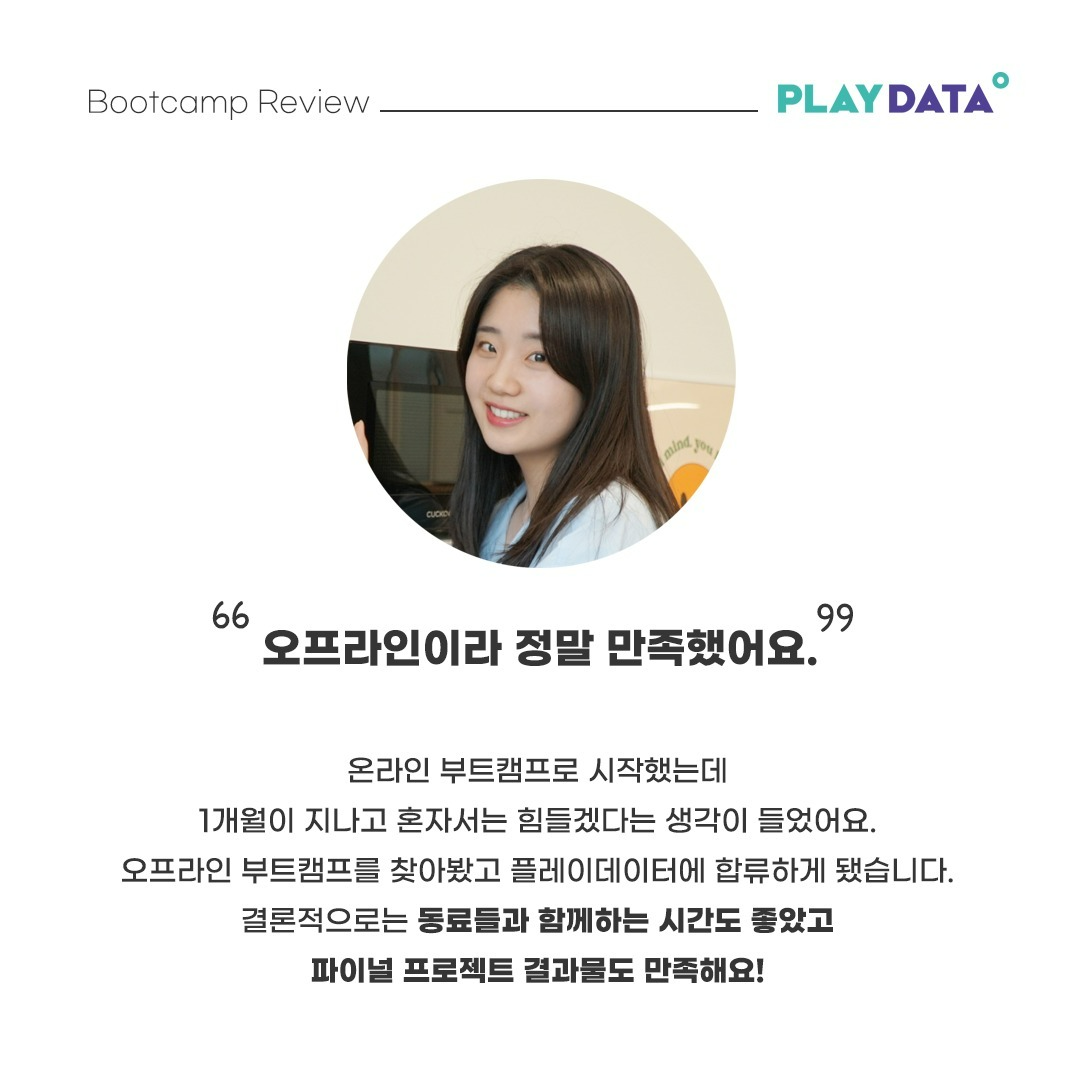 Bootcamp Review
PLAYDATA
mind you
CUCKO
“오프라인이라 정말 만족했어요.”
온라인 부트캠프로 시작했는데
1개월이 지나고 혼자서는 힘들겠다는 생각이 들었어요.
오프라인 부트캠프를 찾아봤고 플레이데이터에 합류하게 됐습니다.
결론적으로는 동료들과 함께하는 시간도 좋았고
파이널 프로젝트 결과물도 만족해요!